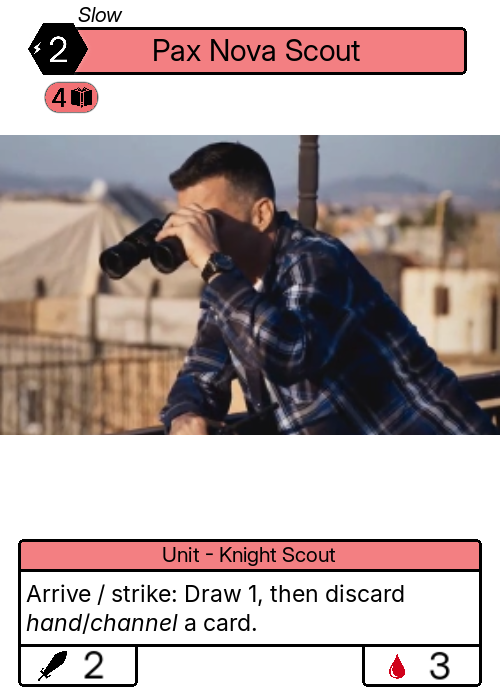 Slow
2
Pax Nova Scout
4
Unit - Knight Scout
Arrive / strike: Draw 1, then discard
hand/channel a card.
2
3